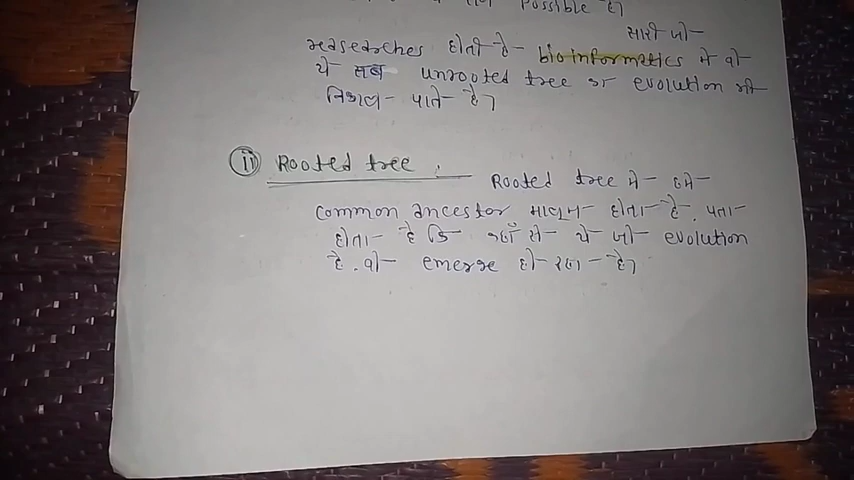 possible है।
सारी जो
researches होती है bioinformatics में वो
ये सब unrooted tree or evolution भी
निकाल पाते है।
(ii) Rooted tree.
Rooted tree में हमे
common ancestor मालूम होता है. पता
होता है कि कहाँ से ये जो evolution
है. वो emerge हो रहा है।